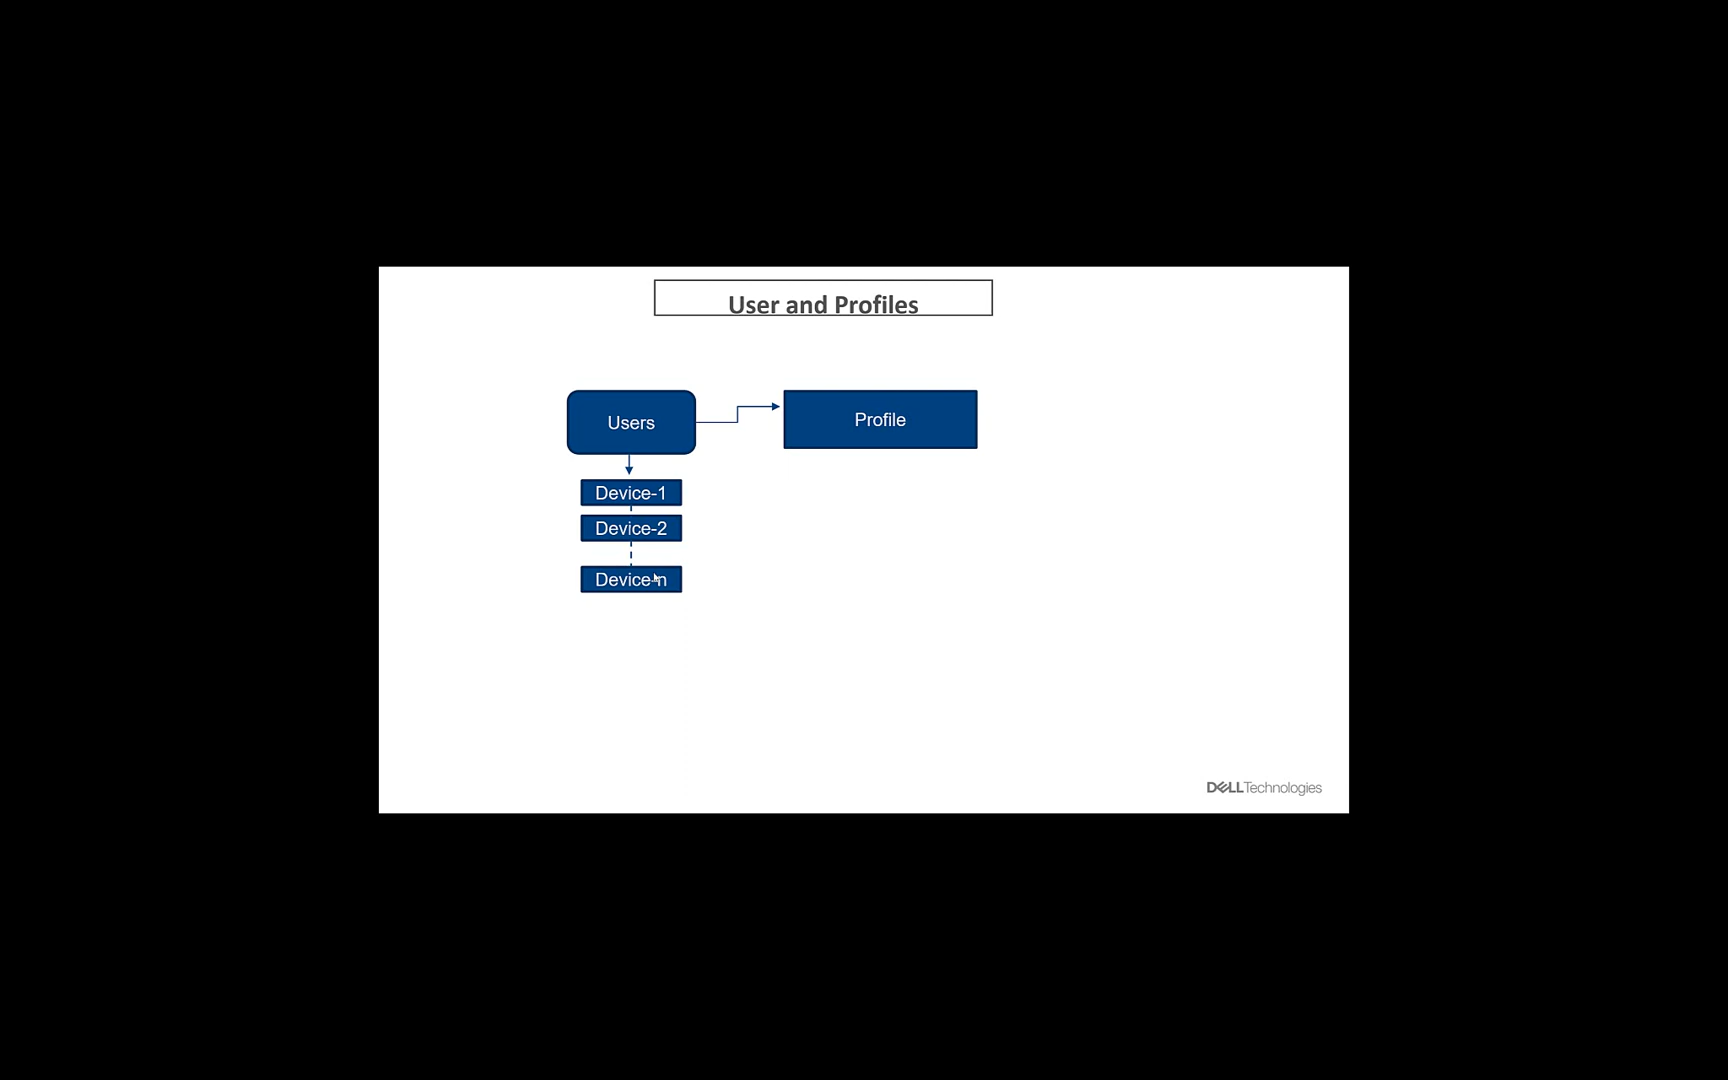 User and Profiles
Users
Profile
Device-1
Device-2
Device-n
DELLTechnologies